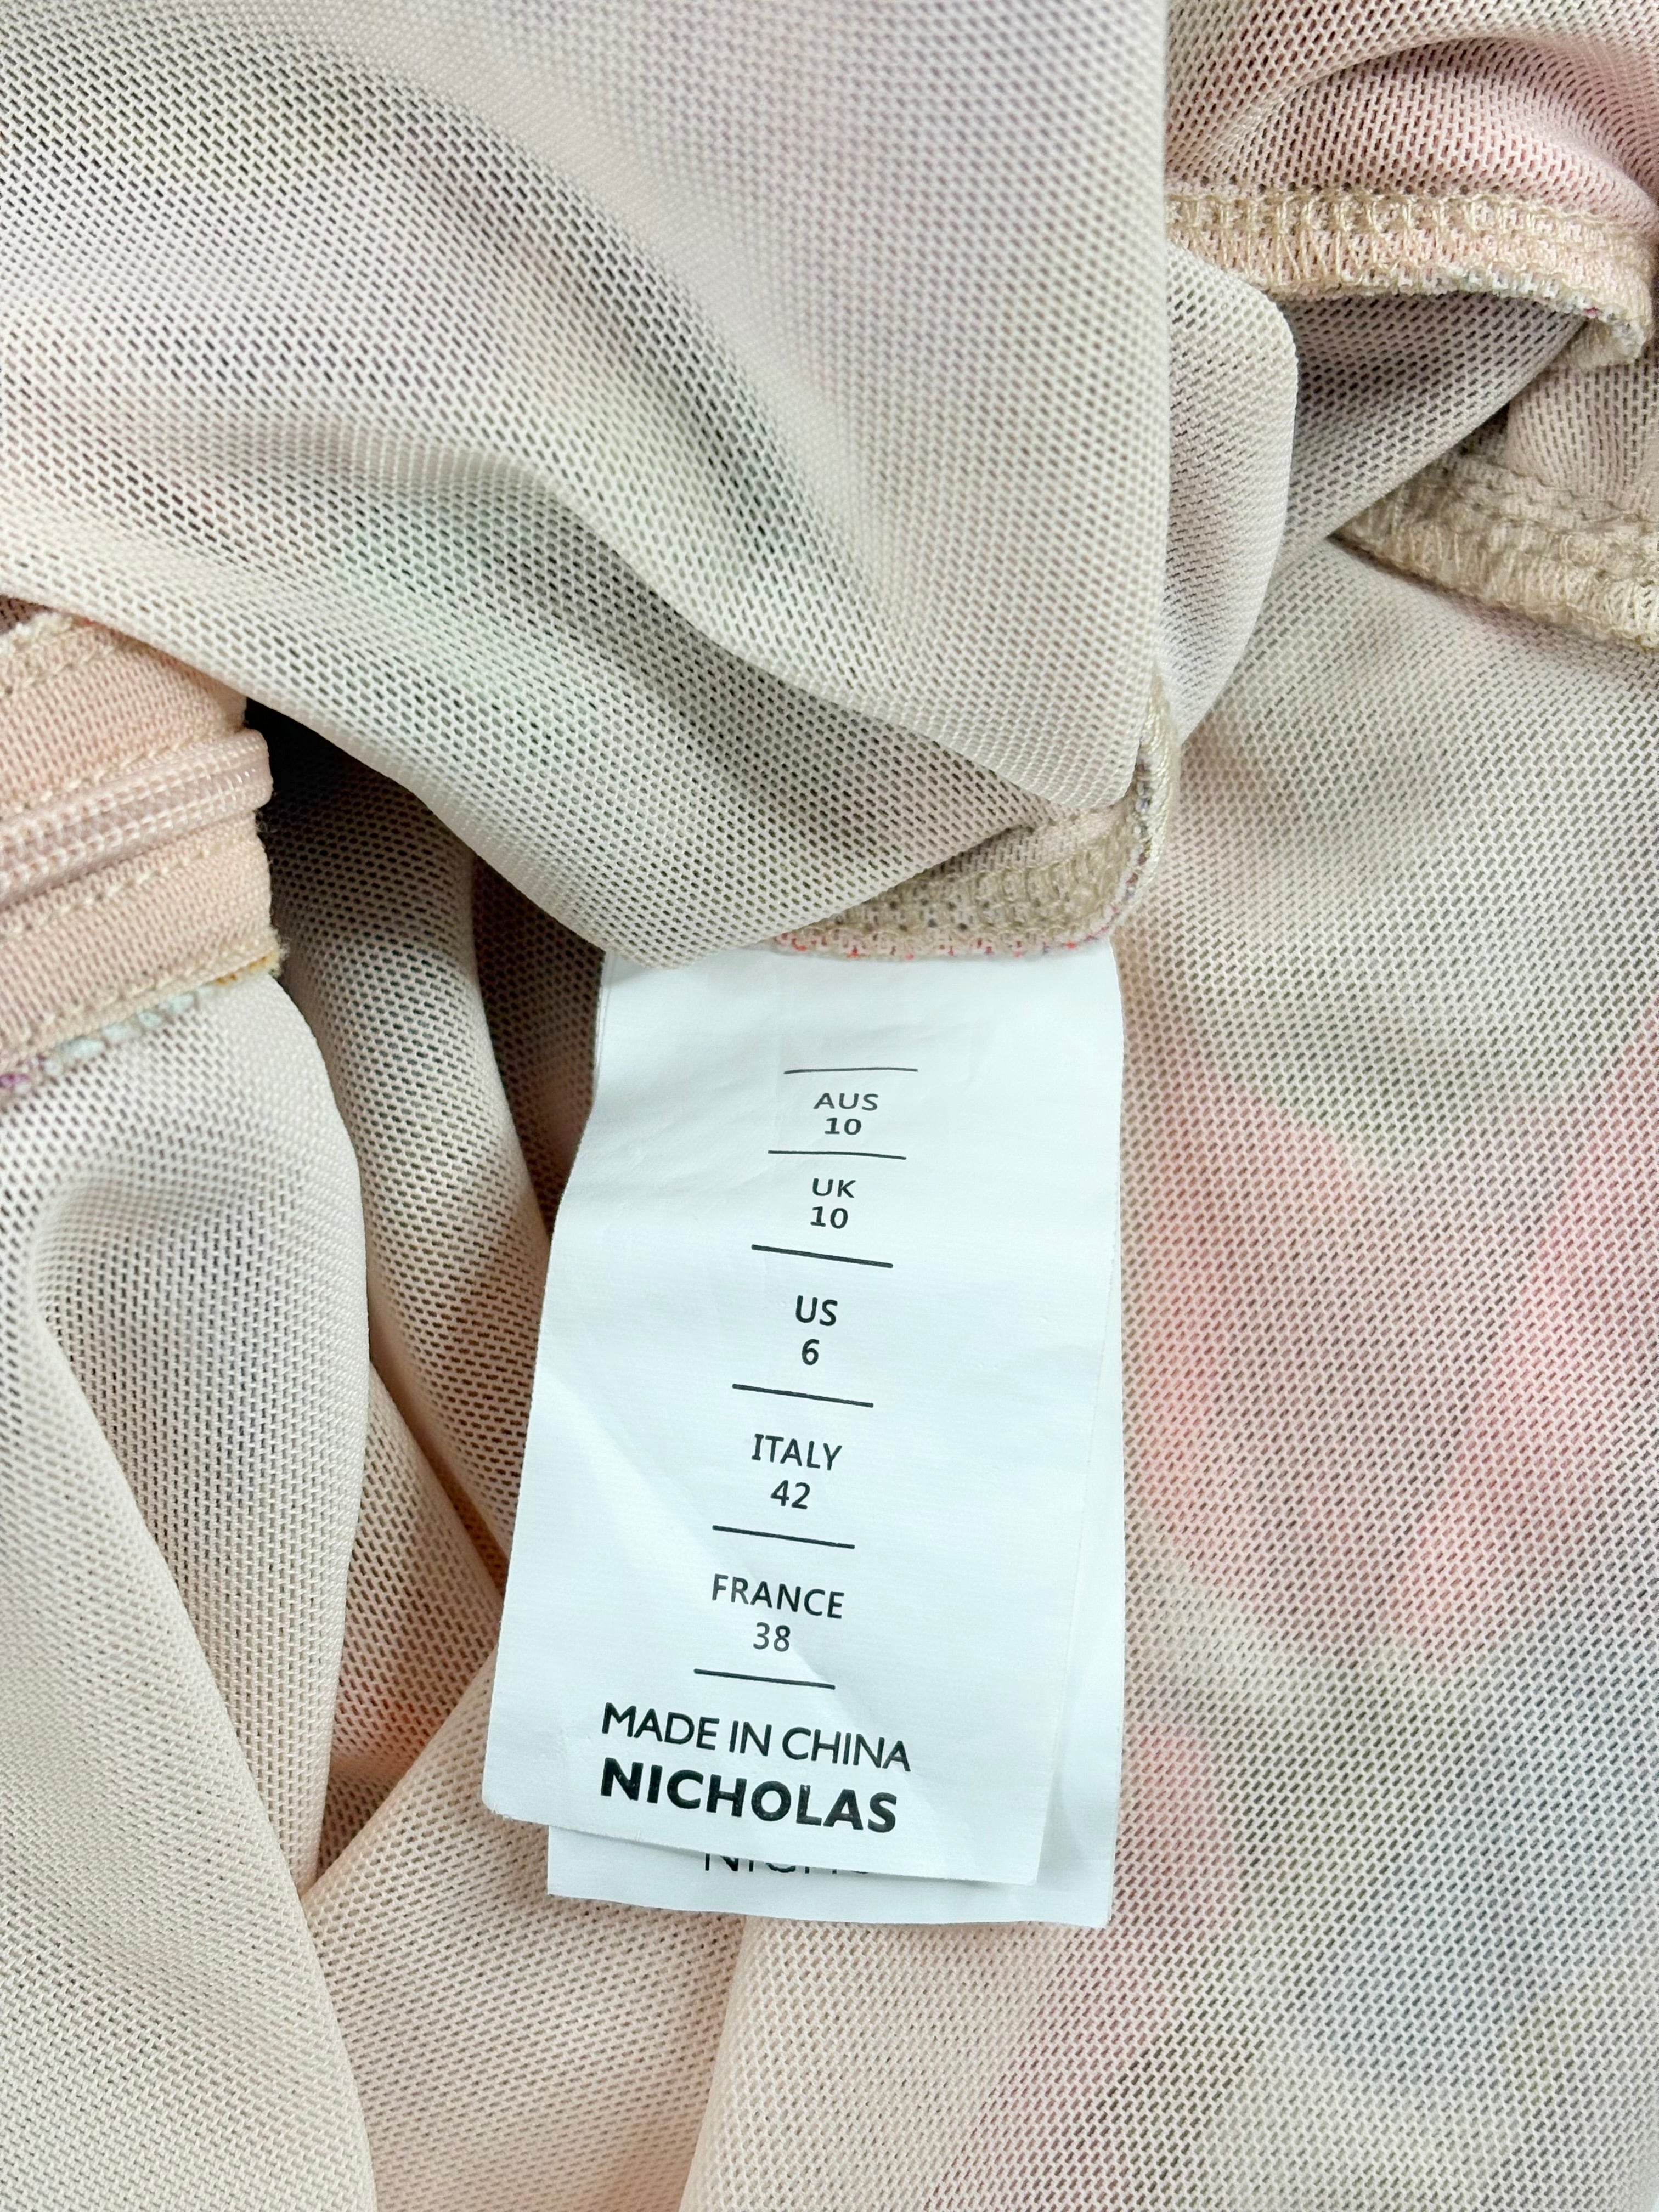 AUS
10
UK
10
US
6
ITALY
42
FRANCE
38
MADE IN CHINA
NICHOLAS